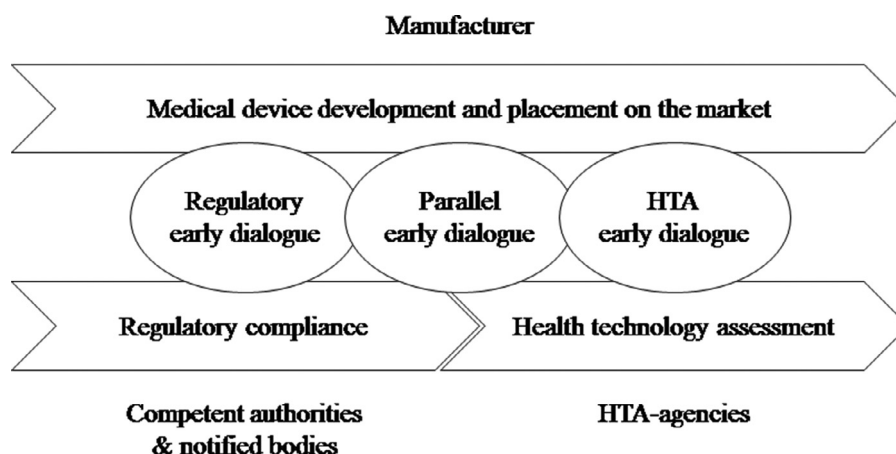 Manufacturer
Medical device development and placement on the market
Regulatory
early dialogue
Parallel
early dialogue
HTA
early dialogue
Regulatory compliance
Health technology assessment
Competent authorities
& notified bodies
HTA-agencies